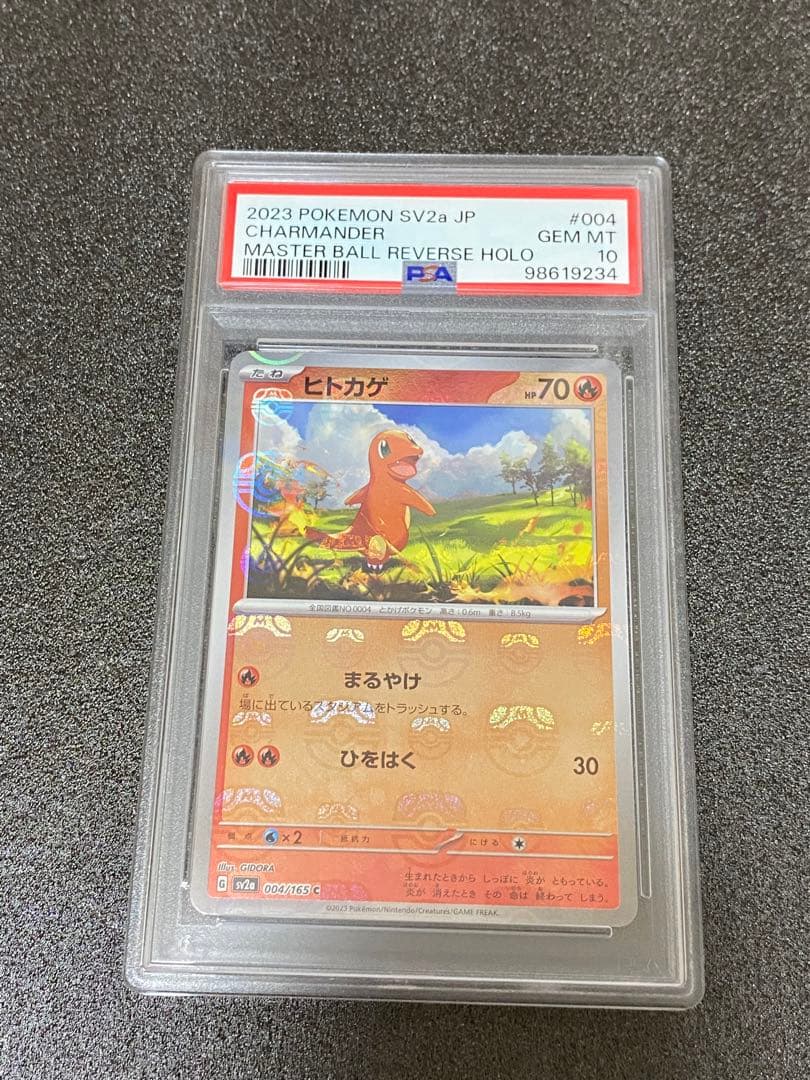 2023 POKEMON SV2a JP #004
CHARMANDER GEM MT
MASTER BALL REVERSE HOLO 10
PSA 98619234
たね ヒトカゲ HP70
全国図鑑 NO.0004 とかげポケモン 高さ:0.6m 重さ:8.5kg
まるやけ
場に出ているスタジアムをトラッシュする。
ひをはく 30
弱点 ×2 抵抗力 にげる
Illus. GIDORA
G sv2a 004/165 C
生まれたときから しっぽに 炎が ともっている。
炎が 消えたとき その 命は 終わって しまう。
©2023 Pokémon/Nintendo/Creatures/GAME FREAK.